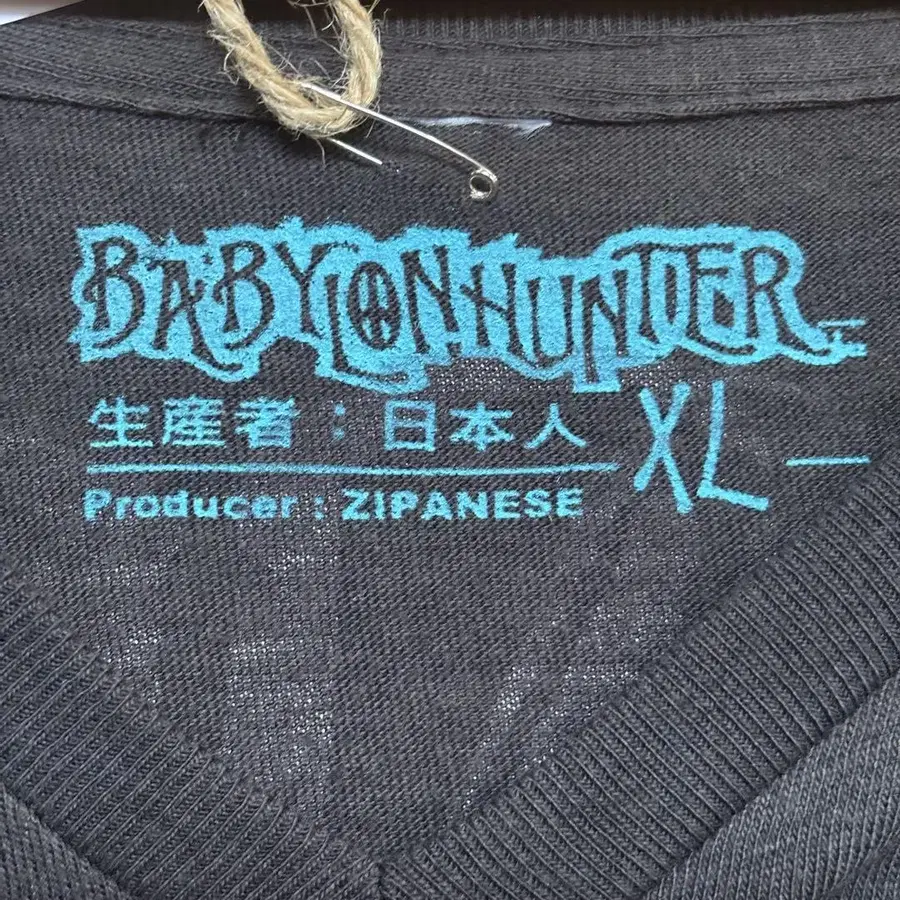 BABYLONHUNTER
生産者：日本人
XL
Producer : ZIPANESE